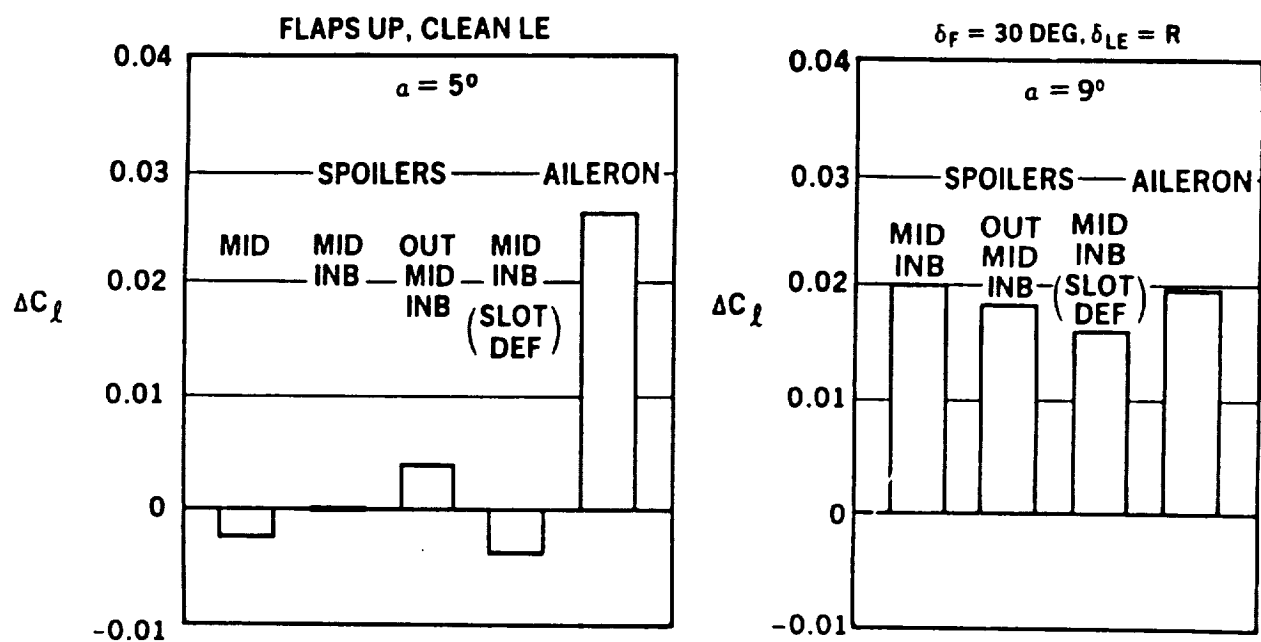 FLAPS UP, CLEAN LE
0.04
a = 5º
0.03
SPOILERS
AILERON
MID
MID
INB
OUT
MID
INB
MID
INB
(SLOT
DEF)
0.02
ΔCℓ
0.01
0
-0.01
δF = 30 DEG, δLE = R
0.04
a = 9º
0.03
SPOILERS
AILERON
MID
INB
OUT
MID
INB
MID
INB
(SLOT
DEF)
0.02
ΔCℓ
0.01
0
-0.01